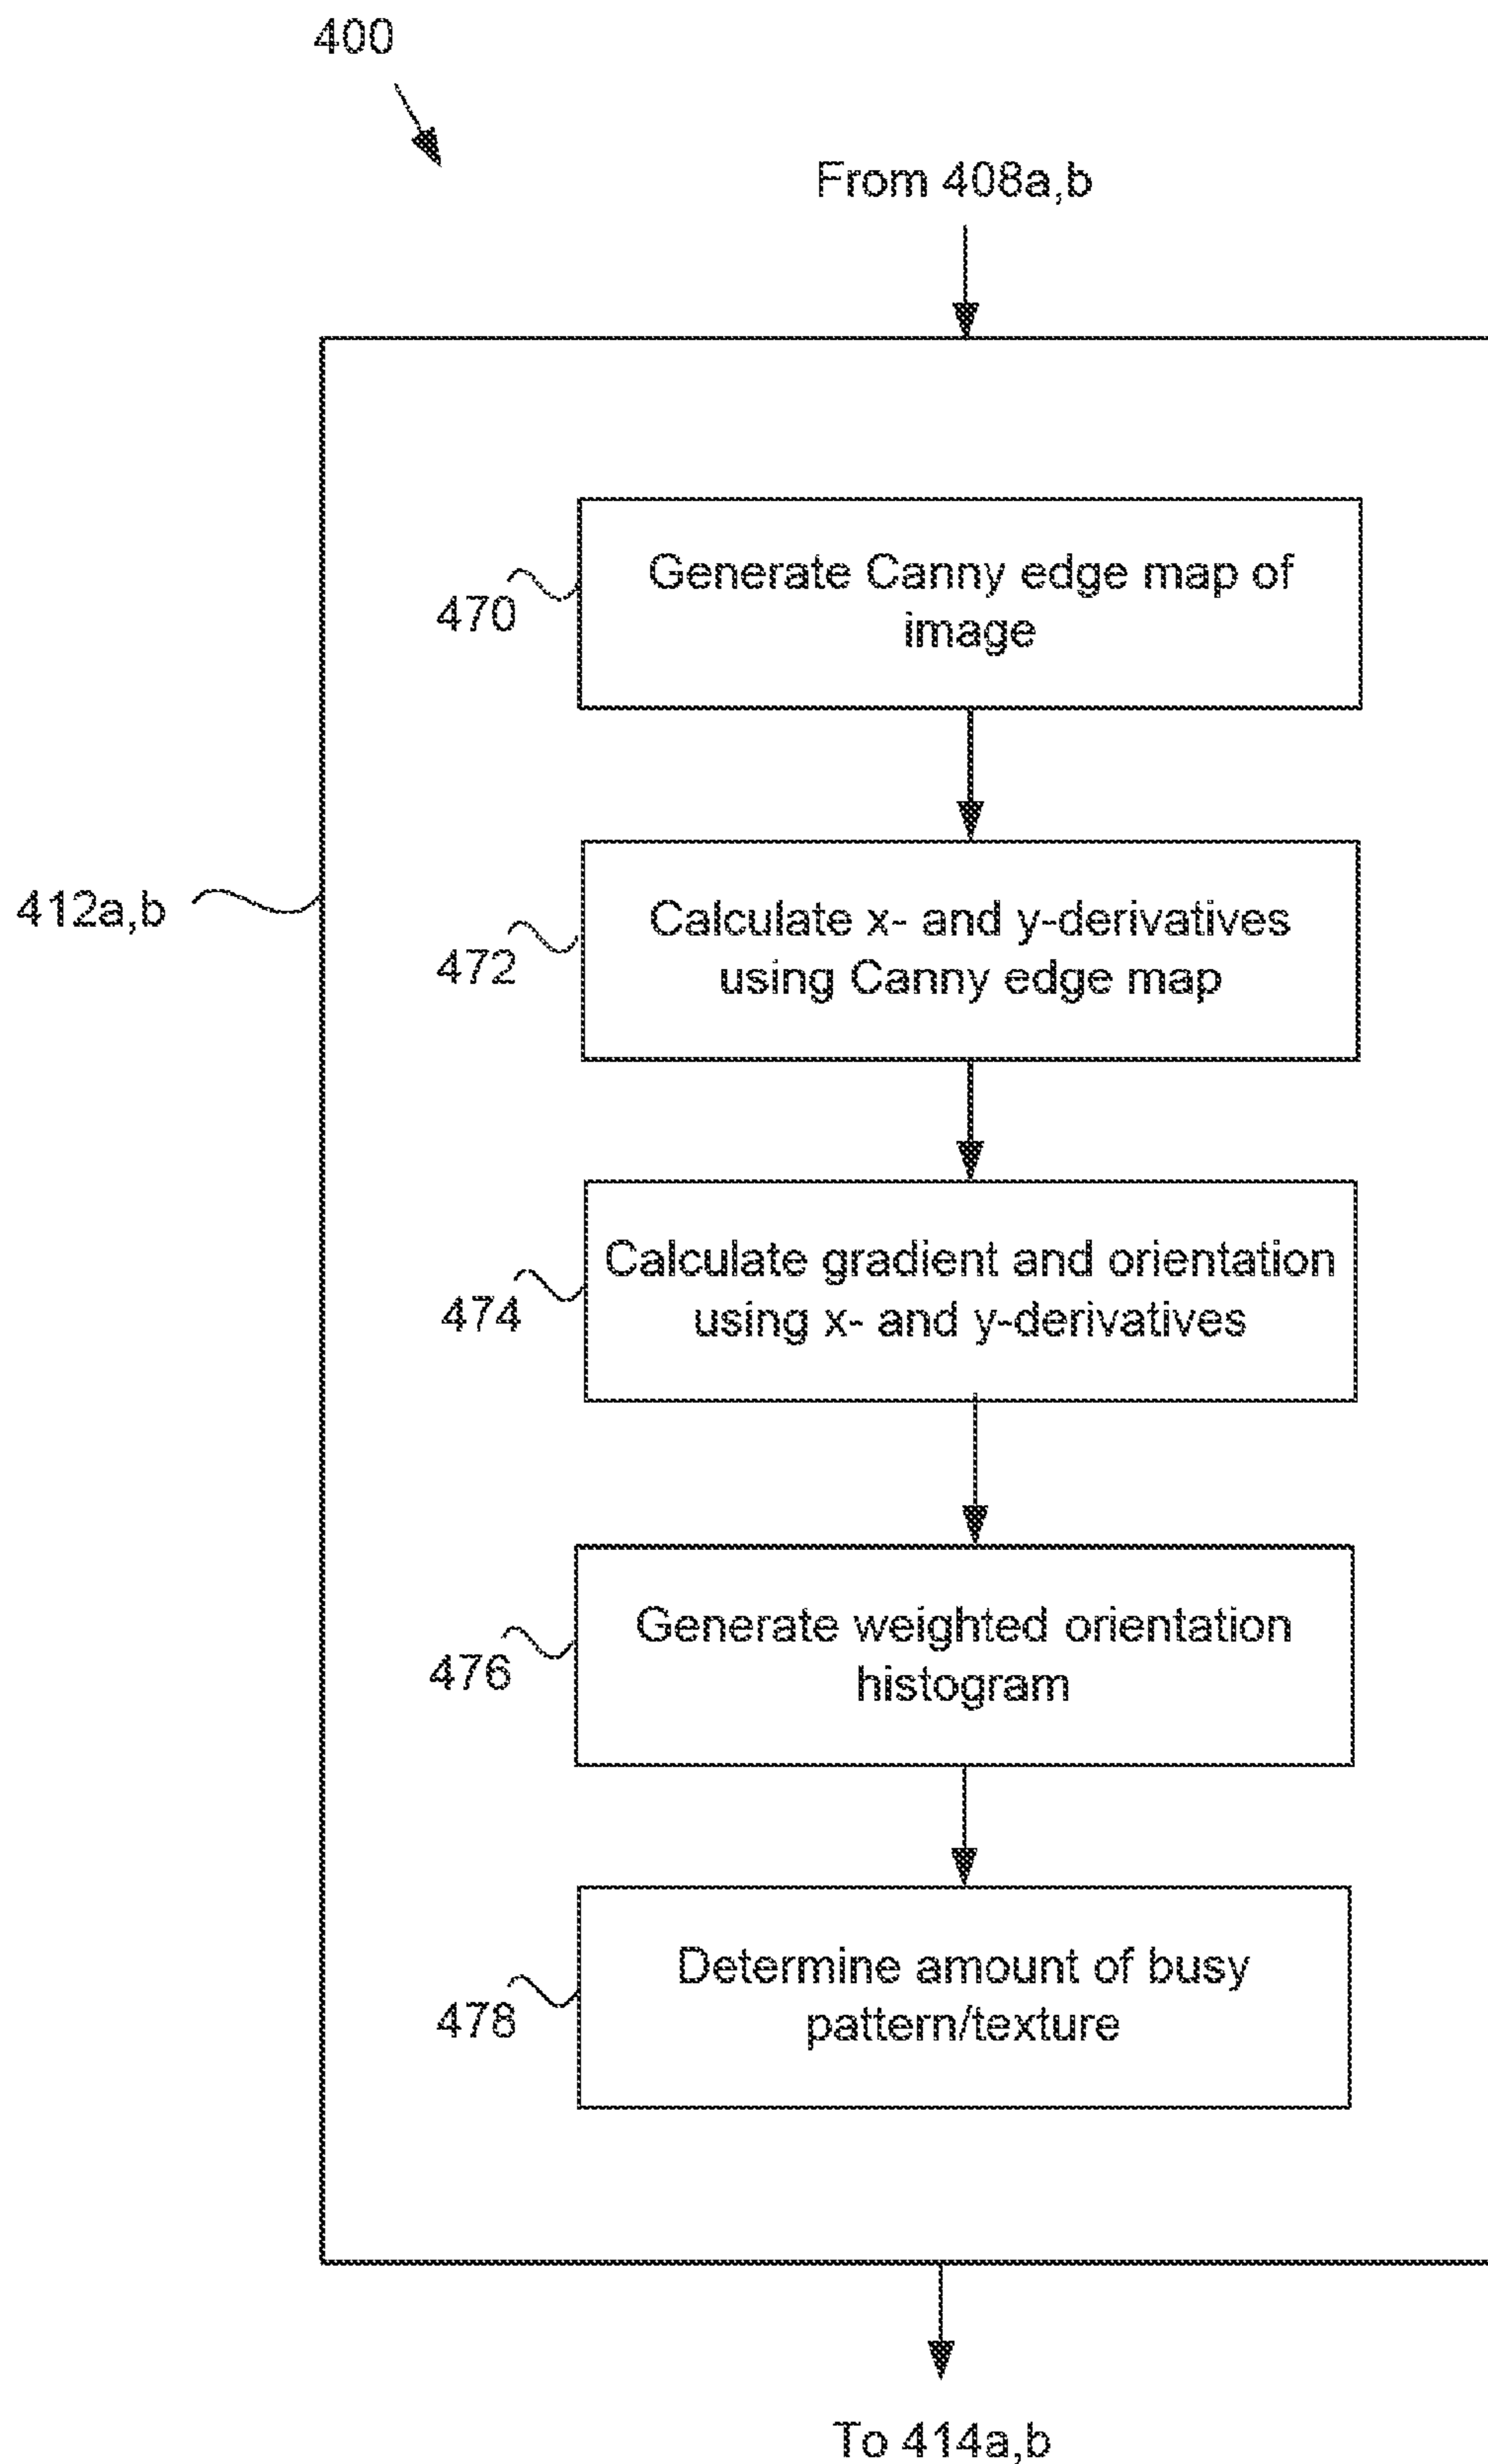 400
From 408a,b
Generate Canny edge map of
image
470
412a,b
Calculate x- and y-derivatives
using Canny edge map
472
Calculate gradient and orientation
using x- and y-derivatives
474
Generate weighted orientation
histogram
476
Determine amount of busy
pattern/texture
478
To 414a,b